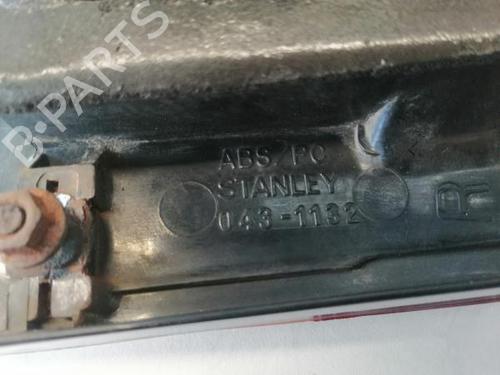 B-PARTS
ABS/PC
STANLEY
043-1132
R